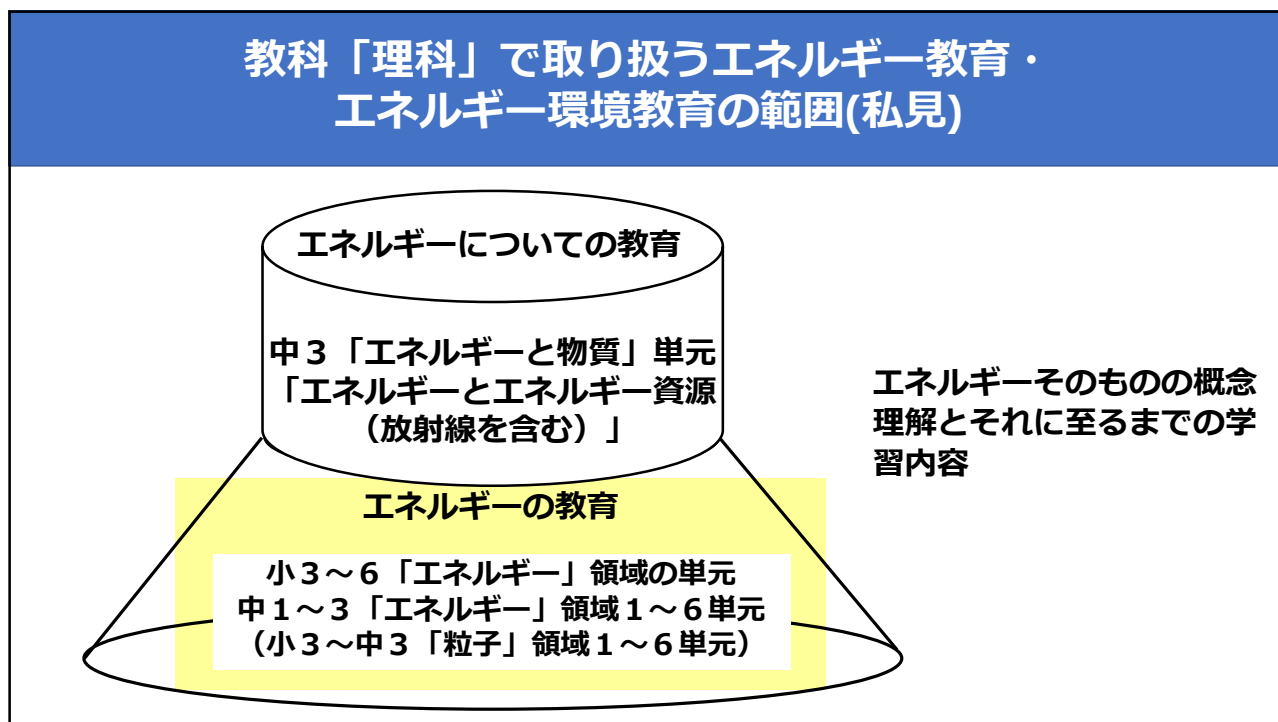 教科「理科」で取り扱うエネルギー教育・
エネルギー環境教育の範囲(私見)
エネルギーについての教育
中３「エネルギーと物質」単元
「エネルギーとエネルギー資源
（放射線を含む）」
エネルギーそのものの概念
理解とそれに至るまでの学
習内容
エネルギーの教育
小３～６「エネルギー」領域の単元
中１～３「エネルギー」領域１～６単元
（小３～中３「粒子」領域１～６単元）